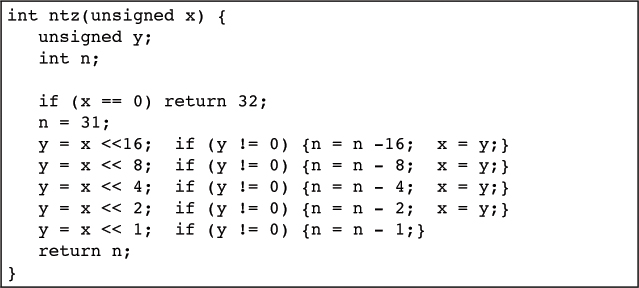 int ntz(unsigned x) {
   unsigned y;
   int n;

   if (x == 0) return 32;
   n = 31;
   y = x <<16;  if (y != 0) {n = n -16;  x = y;}
   y = x << 8;  if (y != 0) {n = n - 8;  x = y;}
   y = x << 4;  if (y != 0) {n = n - 4;  x = y;}
   y = x << 2;  if (y != 0) {n = n - 2;  x = y;}
   y = x << 1;  if (y != 0) {n = n - 1;}
   return n;
}